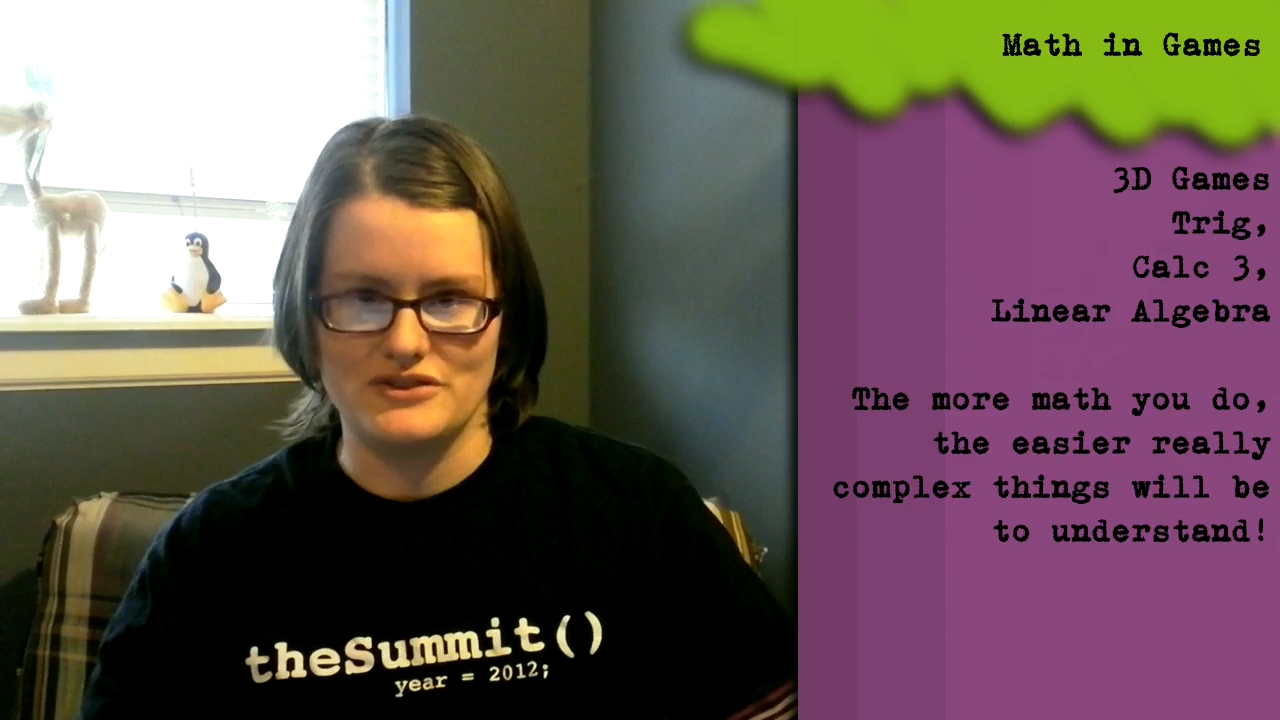 Math in Games
3D Games
Trig,
Calc 3,
Linear Algebra
The more math you do,
the easier really
complex things will be
to understand!
theSummit()
year = 2012;